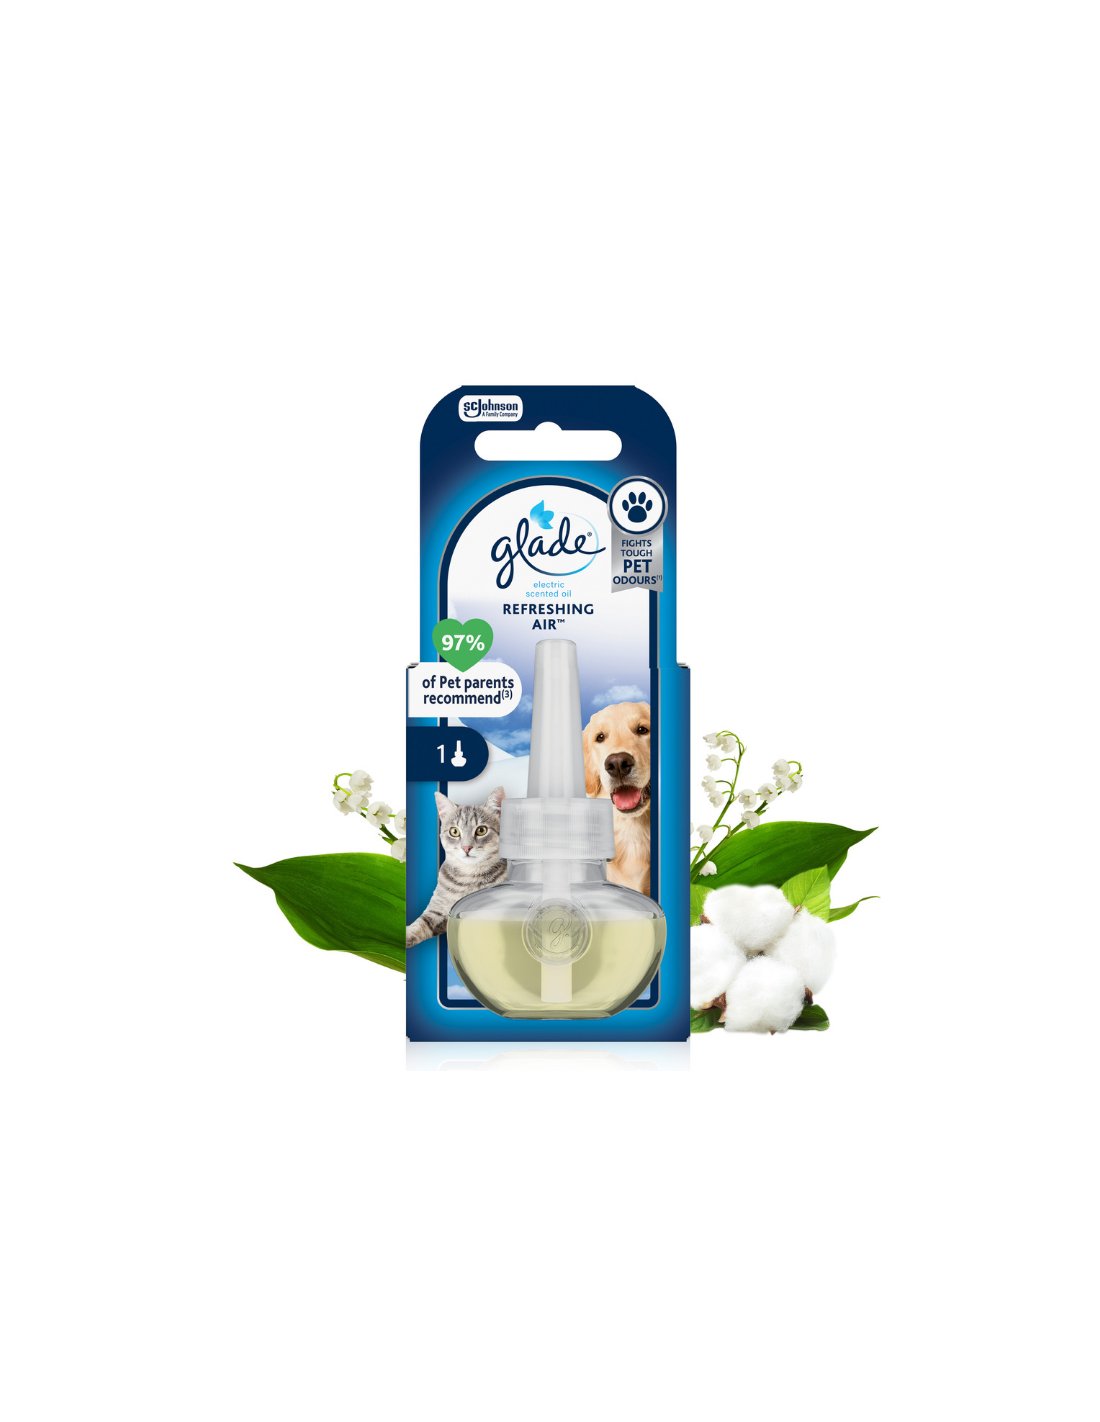 scJohnson
A Family Company
glade®
electric
scented oil
REFRESHING
AIR™
FIGHTS
TOUGH
PET
ODOURS(1)
97%
of Pet parents
recommend(3)
1